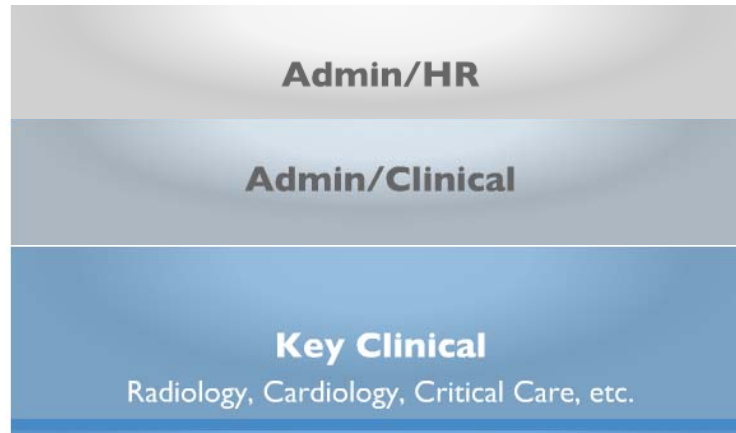 Admin/HR
Admin/Clinical
Key Clinical
Radiology, Cardiology, Critical Care, etc.